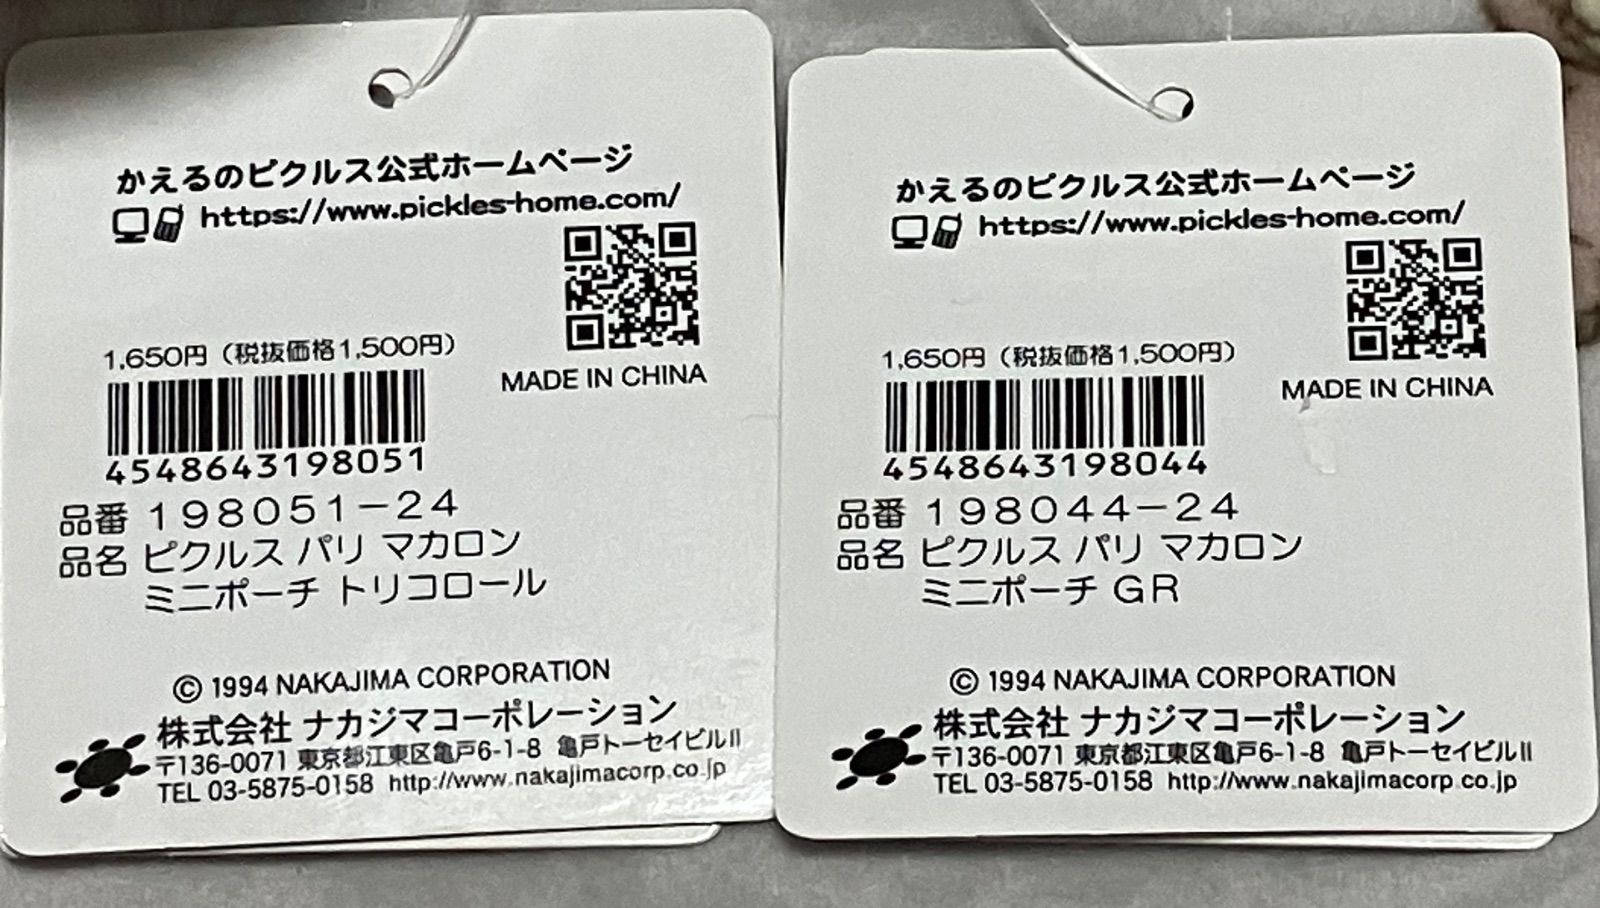 かえるのピクルス公式ホームページ
https://www.pickles-home.com/
1,650円（税抜価格1,500円）
MADE IN CHINA
4548643198051
品番 198051-24
品名 ピクルス パリ マカロン
ミニポーチ トリコロール
© 1994 NAKAJIMA CORPORATION
株式会社 ナカジマコーポレーション
〒136-0071 東京都江東区亀戸6-1-8 亀戸トーセイビルII
TEL 03-5875-0158 http://www.nakajimacorp.co.jp
かえるのピクルス公式ホームページ
https://www.pickles-home.com/
1,650円（税抜価格1,500円）
MADE IN CHINA
4548643198044
品番 198044-24
品名 ピクルス パリ マカロン
ミニポーチ GR
© 1994 NAKAJIMA CORPORATION
株式会社 ナカジマコーポレーション
〒136-0071 東京都江東区亀戸6-1-8 亀戸トーセイビルII
TEL 03-5875-0158 http://www.nakajimacorp.co.jp